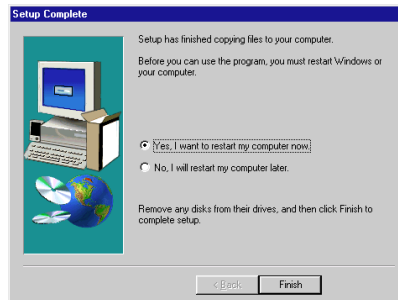 Setup Complete
Setup has finished copying files to your computer.
Before you can use the program, you must restart Windows or
your computer.
Yes, I want to restart my computer now.
No, I will restart my computer later.
Remove any disks from their drives, and then click Finish to
complete setup.
< Back
Finish